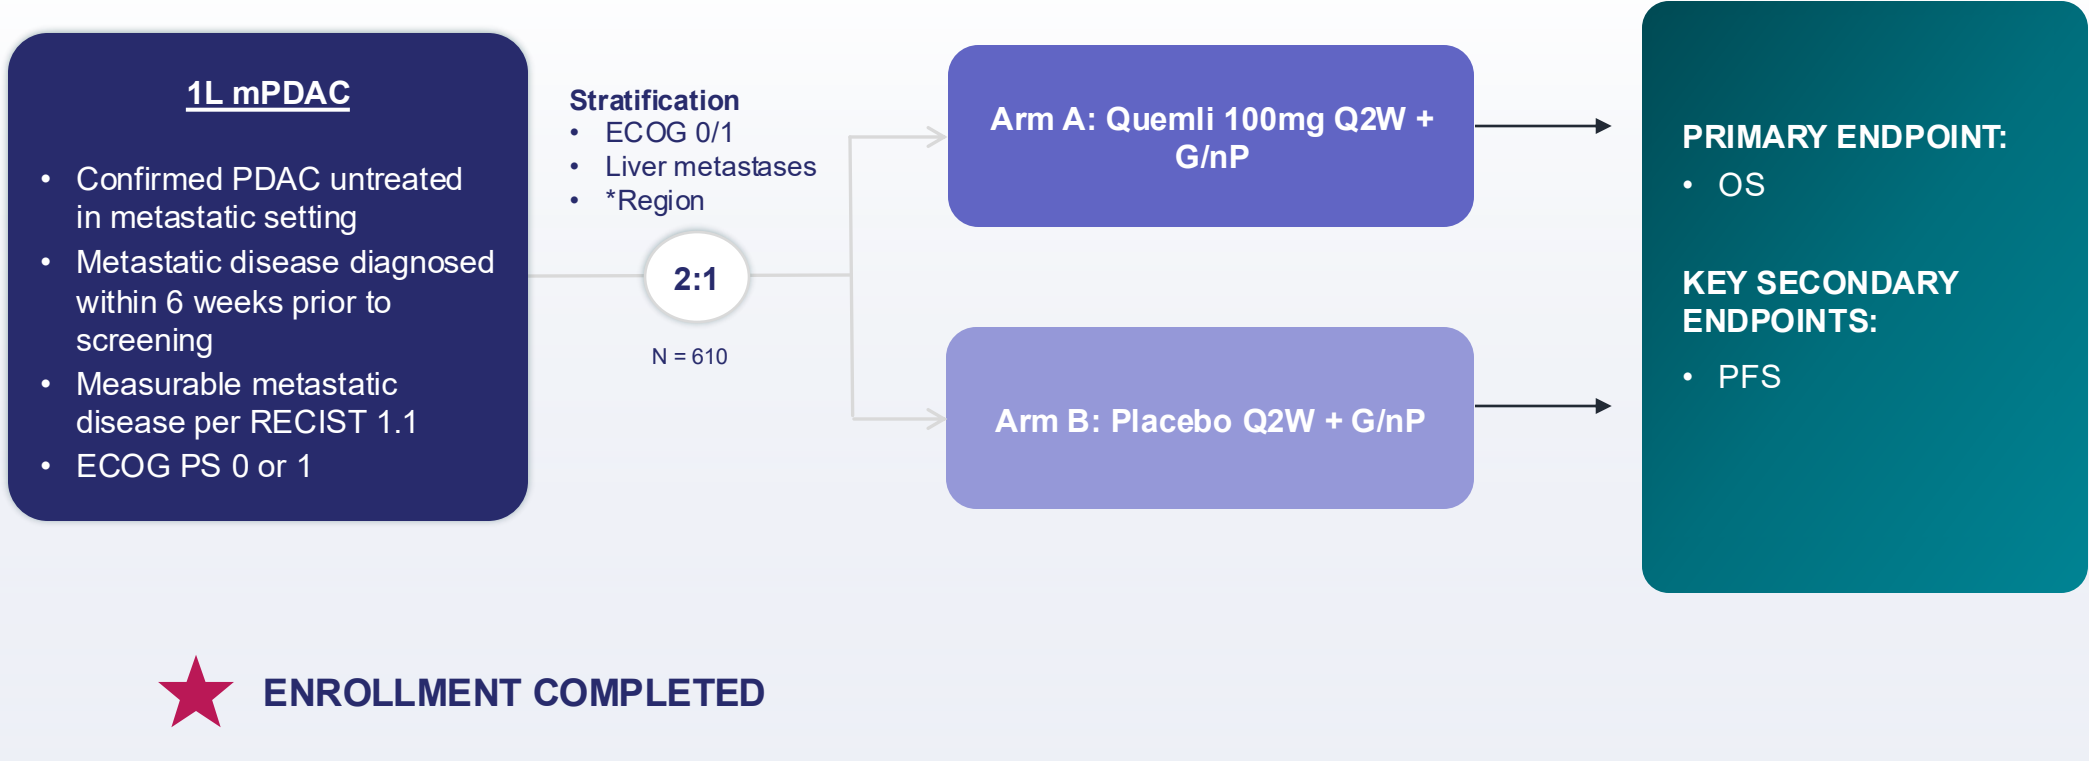 1L mPDAC
• Confirmed PDAC untreated
in metastatic setting
• Metastatic disease diagnosed
within 6 weeks prior to
screening
• Measurable metastatic
disease per RECIST 1.1
• ECOG PS 0 or 1
Stratification
• ECOG 0/1
• Liver metastases
• *Region
2:1
N = 610
Arm A: Quemli 100mg Q2W +
G/nP
Arm B: Placebo Q2W + G/nP
PRIMARY ENDPOINT:
• OS
KEY SECONDARY
ENDPOINTS:
• PFS
ENROLLMENT COMPLETED